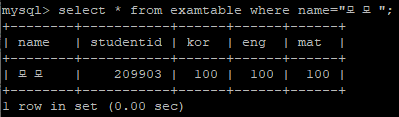 mysql> select * from examtable where name="모모";
+--------+-----------+------+------+------+
| name | studentid | kor | eng | mat |
+--------+-----------+------+------+------+
| 모모 | 209903 | 100 | 100 | 100 |
+--------+-----------+------+------+------+
1 row in set (0.00 sec)